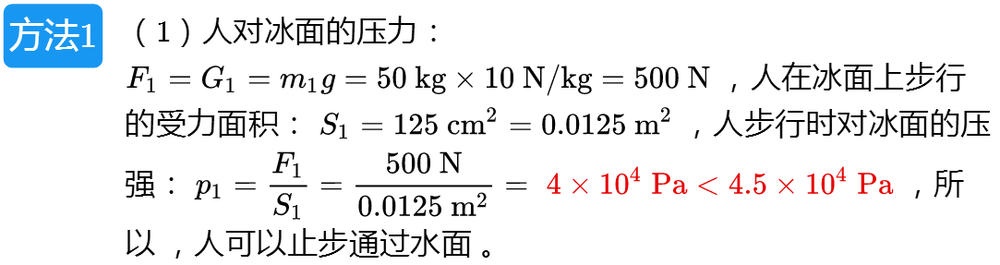 方法1 （1）人对冰面的压力：
F₁ = G₁ = m₁g = 50 kg × 10 N/kg = 500 N ，人在冰面上步行
的受力面积： S₁ = 125 cm² = 0.0125 m² ，人步行时对冰面的压
强： p₁ = F₁/S₁ = 500 N/0.0125 m² = 4 × 10⁴ Pa < 4.5 × 10⁴ Pa ，所
以 ，人可以止步通过水面 。